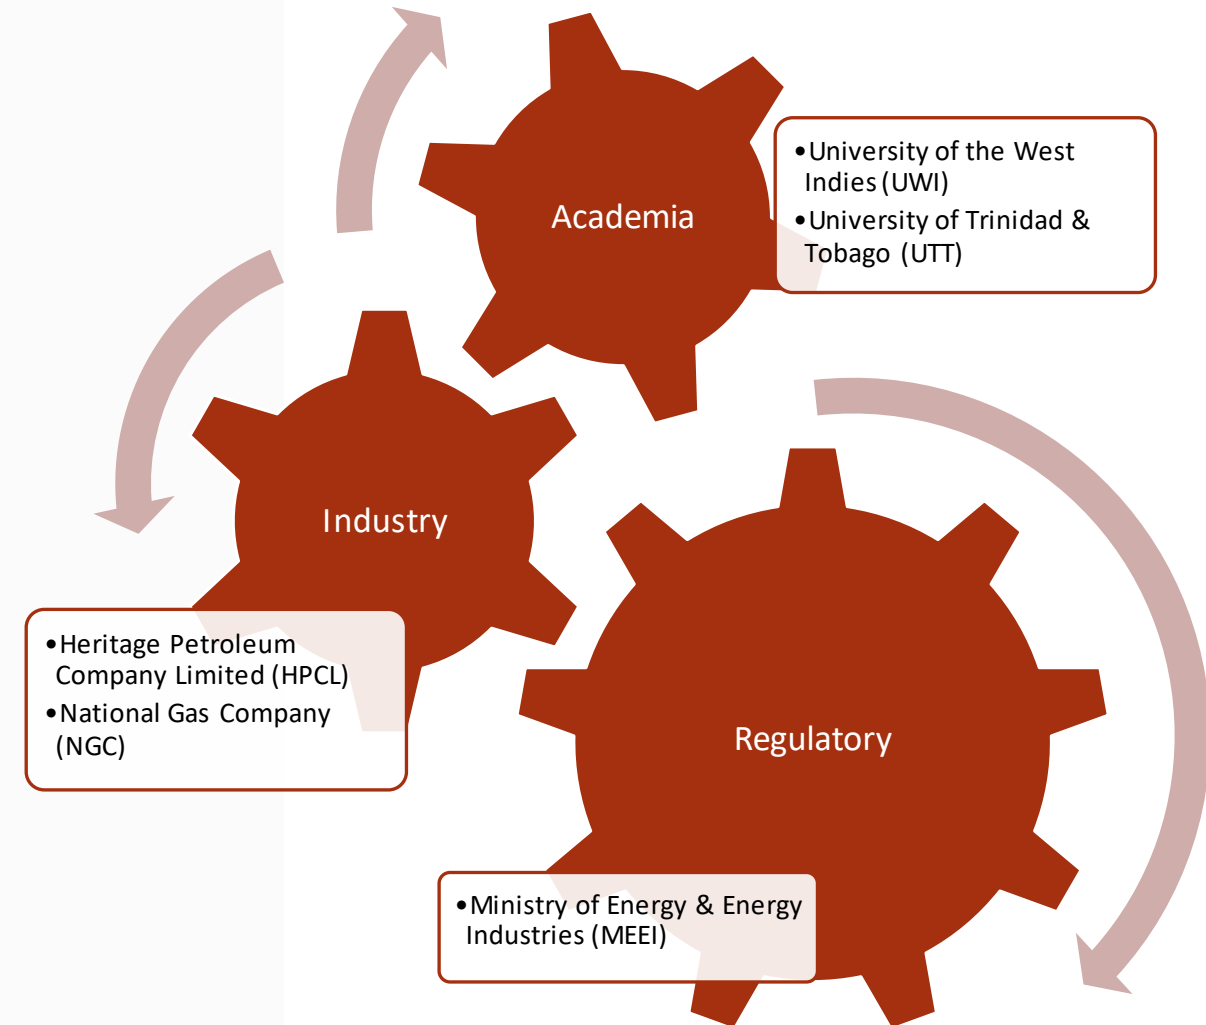 Academia
•University of the West
Indies (UWI)
•University of Trinidad &
Tobago (UTT)
Industry
•Heritage Petroleum
Company Limited (HPCL)
•National Gas Company
(NGC)
Regulatory
•Ministry of Energy & Energy
Industries (MEEI)